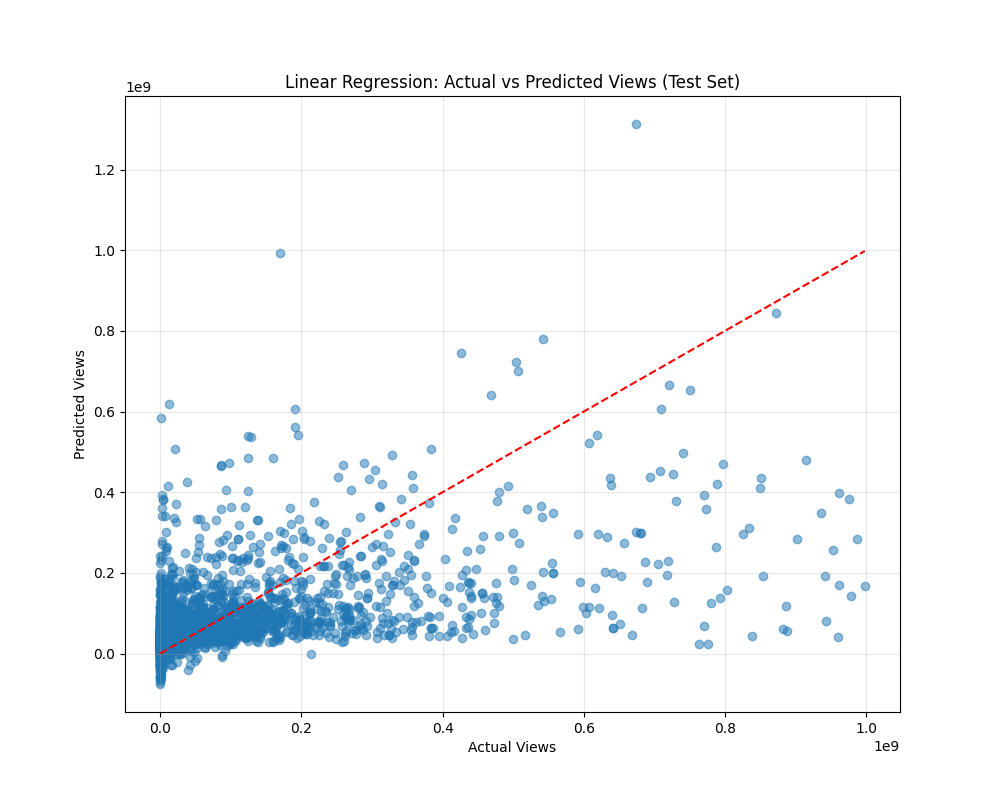 Linear Regression: Actual vs Predicted Views (Test Set)
1e9
1.2
1.0
0.8
0.6
0.4
0.2
0.0
Predicted Views
0.0 0.2 0.4 0.6 0.8 1.0
1e9
Actual Views